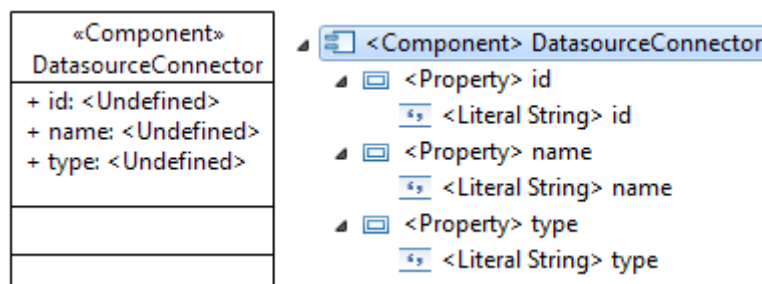 «Component»
DatasourceConnector
+ id: <Undefined>
+ name: <Undefined>
+ type: <Undefined>
<Component> DatasourceConnector
<Property> id
<Literal String> id
<Property> name
<Literal String> name
<Property> type
<Literal String> type